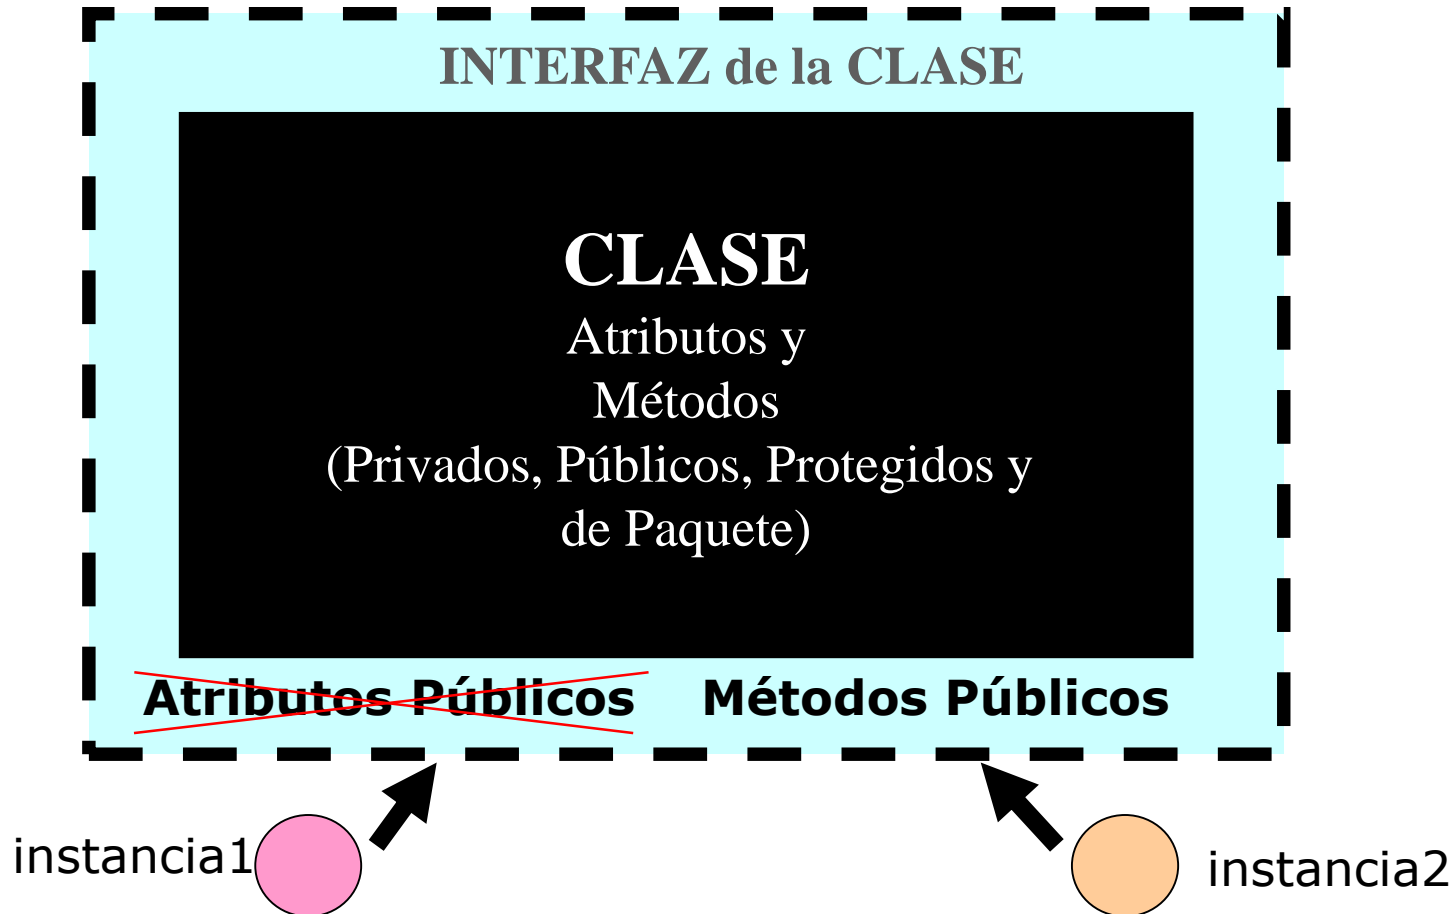 INTERFAZ de la CLASE
CLASE
Atributos y
Métodos
(Privados, Públicos, Protegidos y
de Paquete)
Atributos Públicos
Métodos Públicos
instancia1
instancia2